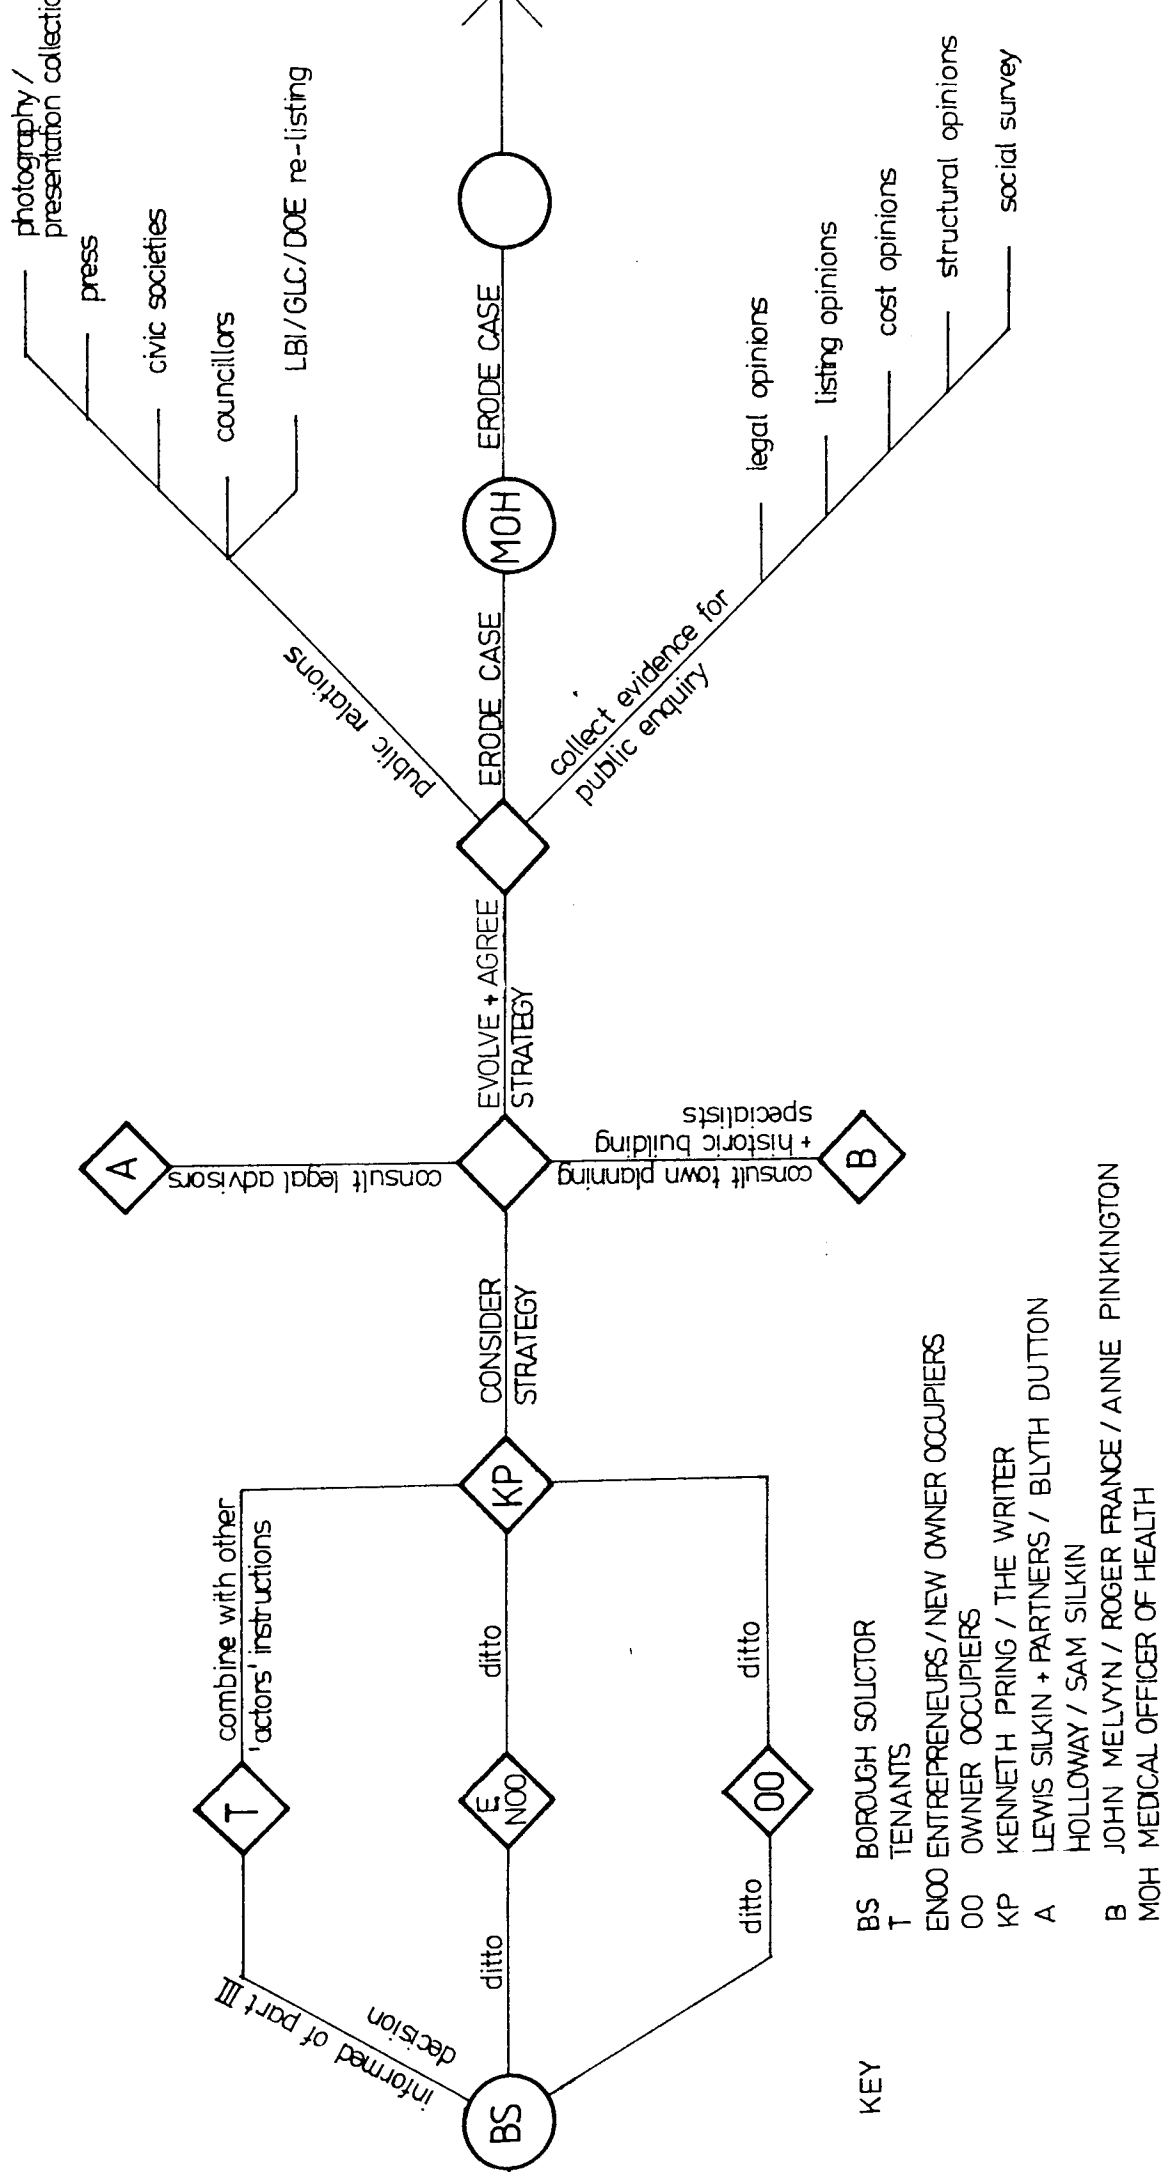 BS
informed of part III
decision
ditto
ditto
T
E
NOO
OO
combine with other
'actors' instructions
ditto
ditto
KP
CONSIDER
STRATEGY
A
consult legal advisors
consult town planning
+ historic building
specialists
B
EVOLVE + AGREE
STRATEGY
public relations
ERODE CASE
collect evidence for
public enquiry
MOH
ERODE CASE
photography /
presentation
press
civic societies
councillors
LBI/GLC/DOE re-listing
legal opinions
listing opinions
cost opinions
structural opinions
social survey
KEY
BS BOROUGH SOLICTOR
T TENANTS
ENOO ENTREPRENEURS / NEW OWNER OCCUPIERS
OO OWNER OCCUPIERS
KP KENNETH PRING / THE WRITER
A LEWIS SILKIN + PARTNERS / BLYTH DUTTON
HOLLOWAY / SAM SILKIN
B JOHN MELVYN / ROGER FRANCE / ANNE PINKINGTON
MOH MEDICAL OFFICER OF HEALTH